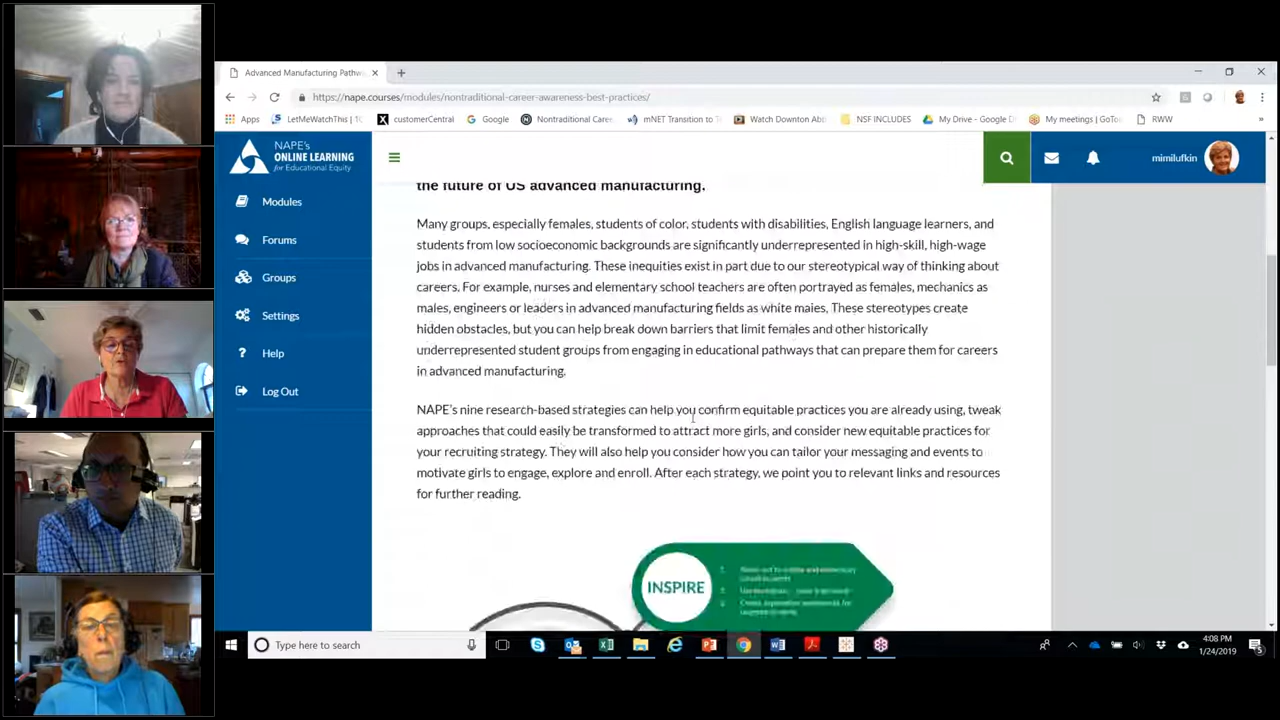 Advanced Manufacturing Pathw
https://nape.courses/modules/nontraditional-career-awareness-best-practices/
Apps
LetMeWatchThis | 1C
customerCentral
Google
Nontraditional Caree
mNET Transition to T
Watch Downton Abb
NSF INCLUDES
My Drive - Google D
My meetings | GoTo
RWW
NAPE'S
ONLINE LEARNING
for Educational Equity
mimilufkin
Modules
Forums
Groups
Settings
Help
Log Out
the future of US advanced manufacturing.
Many groups, especially females, students of color, students with disabilities, English language learners, and
students from low socioeconomic backgrounds are significantly underrepresented in high-skill, high-wage
jobs in advanced manufacturing. These inequities exist in part due to our stereotypical way of thinking about
careers. For example, nurses and elementary school teachers are often portrayed as females, mechanics as
males, engineers or leaders in advanced manufacturing fields as white males, These stereotypes create
hidden obstacles, but you can help break down barriers that limit females and other historically
underrepresented student groups from engaging in educational pathways that can prepare them for careers
in advanced manufacturing.
NAPE's nine research-based strategies can help you confirm equitable practices you are already using, tweak
approaches that could easily be transformed to attract more girls, and consider new equitable practices for
your recruiting strategy. They will also help you consider how you can tailor your messaging and events to
motivate girls to engage, explore and enroll. After each strategy, we point you to relevant links and resources
for further reading.
INSPIRE
Type here to search
4:08 PM
1/24/2019